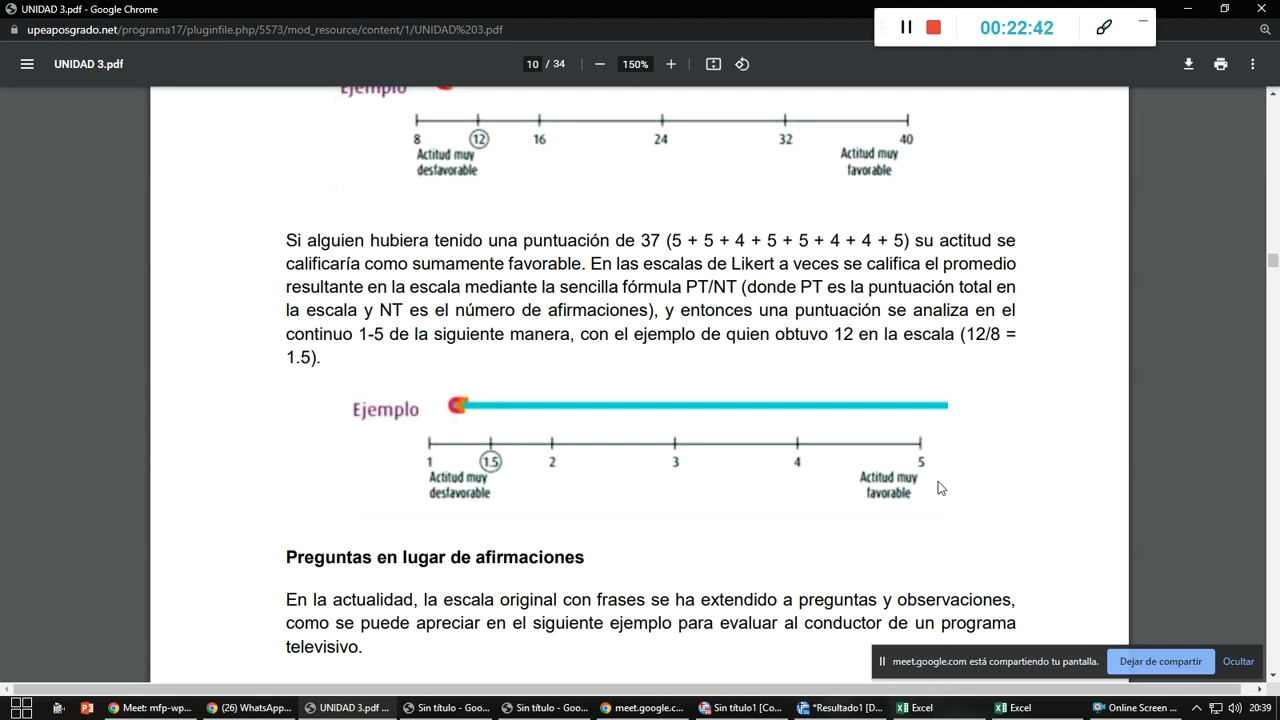 UNIDAD 3.pdf - Google Chrome
upeaposgrado.net/programa17/pluginfile.php/5573/mod_resource/content/1/UNIDAD%203.pdf
00:22:42
UNIDAD 3.pdf
10 / 34
150%
Ejemplo
8 12 16 24 32 40
Actitud muy desfavorable
Actitud muy favorable
Si alguien hubiera tenido una puntuación de 37 (5 + 5 + 4 + 5 + 5 + 4 + 4 + 5) su actitud se
calificaría como sumamente favorable. En las escalas de Likert a veces se califica el promedio
resultante en la escala mediante la sencilla fórmula PT/NT (donde PT es la puntuación total en
la escala y NT es el número de afirmaciones), y entonces una puntuación se analiza en el
continuo 1-5 de la siguiente manera, con el ejemplo de quien obtuvo 12 en la escala (12/8 =
1.5).
Ejemplo
1 1.5 2 3 4 5
Actitud muy desfavorable
Actitud muy favorable
Preguntas en lugar de afirmaciones
En la actualidad, la escala original con frases se ha extendido a preguntas y observaciones,
como se puede apreciar en el siguiente ejemplo para evaluar al conductor de un programa
televisivo.
meet.google.com está compartiendo tu pantalla.
Dejar de compartir
Ocultar
Meet: mfp-wp...
(26) WhatsApp...
UNIDAD 3.pdf ...
Sin título - Goo...
Sin título - Goo...
meet.google.co...
Sin título1 [Co...
*Resultado1 [D...
Excel
Excel
Online Screen ...
20:39